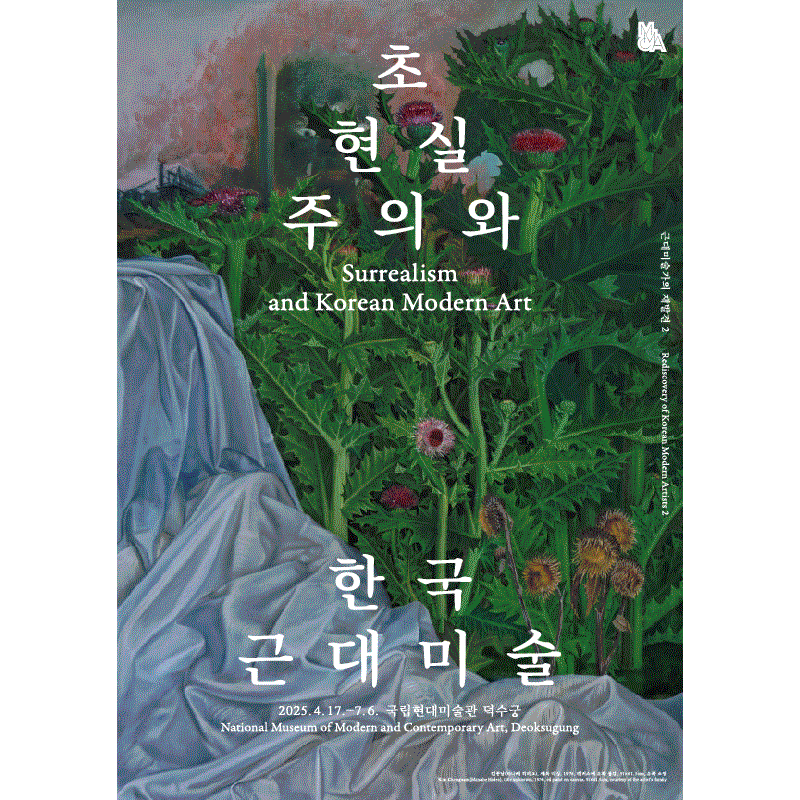 초
현실
주의와
Surrealism
and Korean Modern Art
근대미술가의 재발견 2
Rediscovery of Korean Modern Artists 2
한국
근대미술
2025. 4. 17.–7. 6. 국립현대미술관 덕수궁
National Museum of Modern and Contemporary Art, Deoksugung